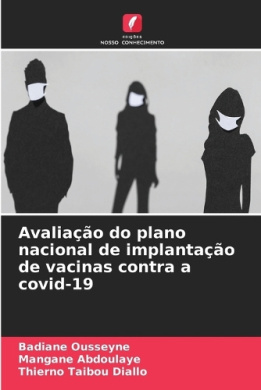 edições
NOSSO CONHECIMENTO
Avaliação do plano
nacional de implantação
de vacinas contra a
covid-19
Badiane Ousseyne
Mangane Abdoulaye
Thierno Taibou Diallo